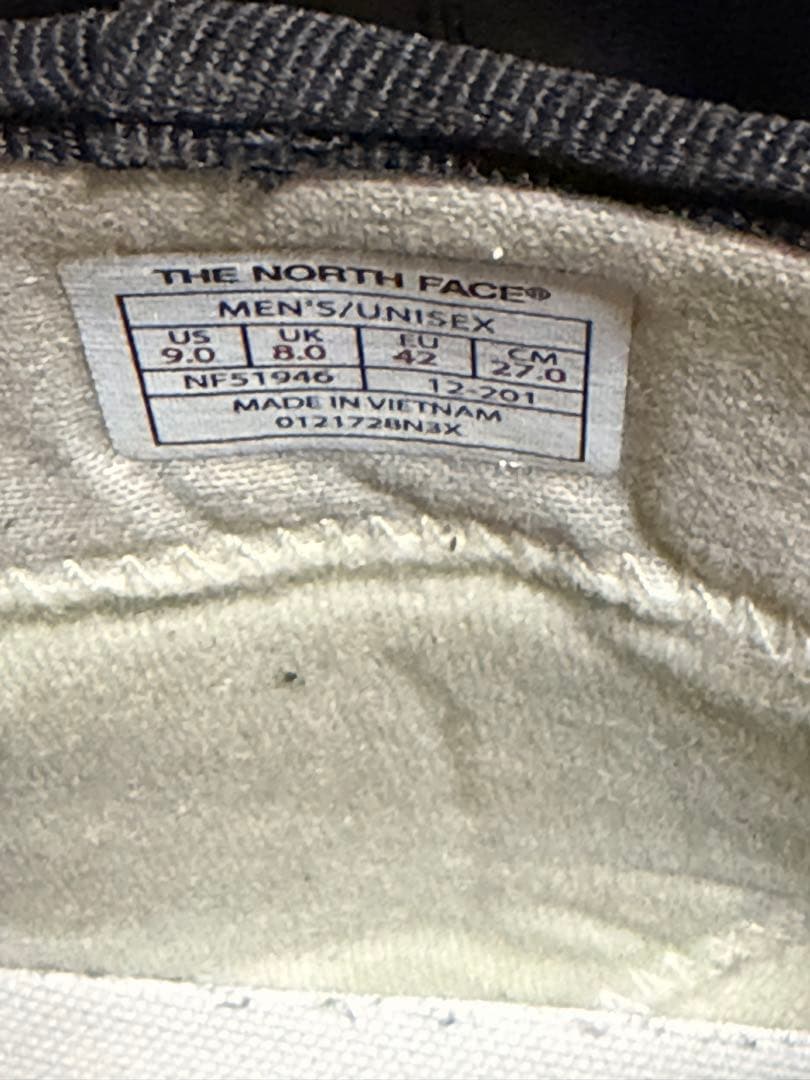 THE NORTH FACE®
MEN'S/UNISEX
US UK EU CM
9.0 8.0 42 27.0
NF51946 12-201
MADE IN VIETNAM
0121728N3X